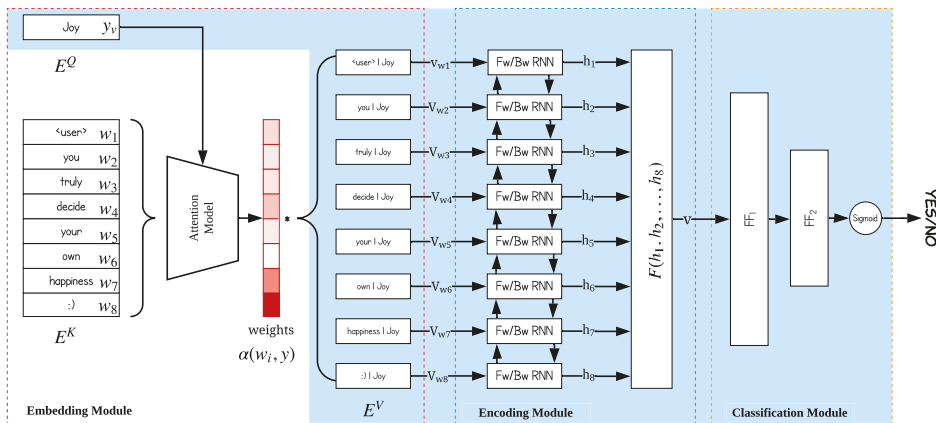 Joy y_v
E^Q
<user> w_1
you w_2
truly w_3
decide w_4
your w_5
own w_6
happiness w_7
:) w_8
E^K
Attention Model
*
weights
α(w_i, y)
<user> | Joy
you | Joy
truly | Joy
decide | Joy
your | Joy
own | Joy
happiness | Joy
:) | Joy
E^V
V_w1
V_w2
V_w3
V_w4
V_w5
V_w6
V_w7
V_w8
Fw/Bw RNN
Fw/Bw RNN
Fw/Bw RNN
Fw/Bw RNN
Fw/Bw RNN
Fw/Bw RNN
Fw/Bw RNN
Fw/Bw RNN
h_1
h_2
h_3
h_4
h_5
h_6
h_7
h_8
F(h_1, h_2, ..., h_8)
v
FF_1
FF_2
Sigmoid
YES/NO
Embedding Module
Encoding Module
Classification Module